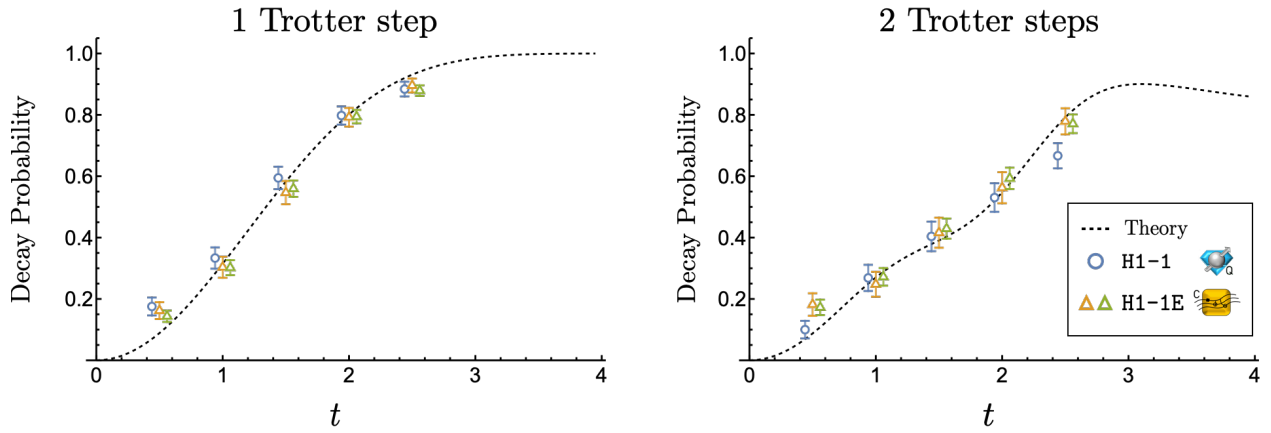 1 Trotter step
Decay Probability
1.0
0.8
0.6
0.4
0.2
0 1 2 3 4
t
2 Trotter steps
Decay Probability
1.0
0.8
0.6
0.4
0.2
0 1 2 3 4
t
Theory
H1-1 Q
H1-1E C